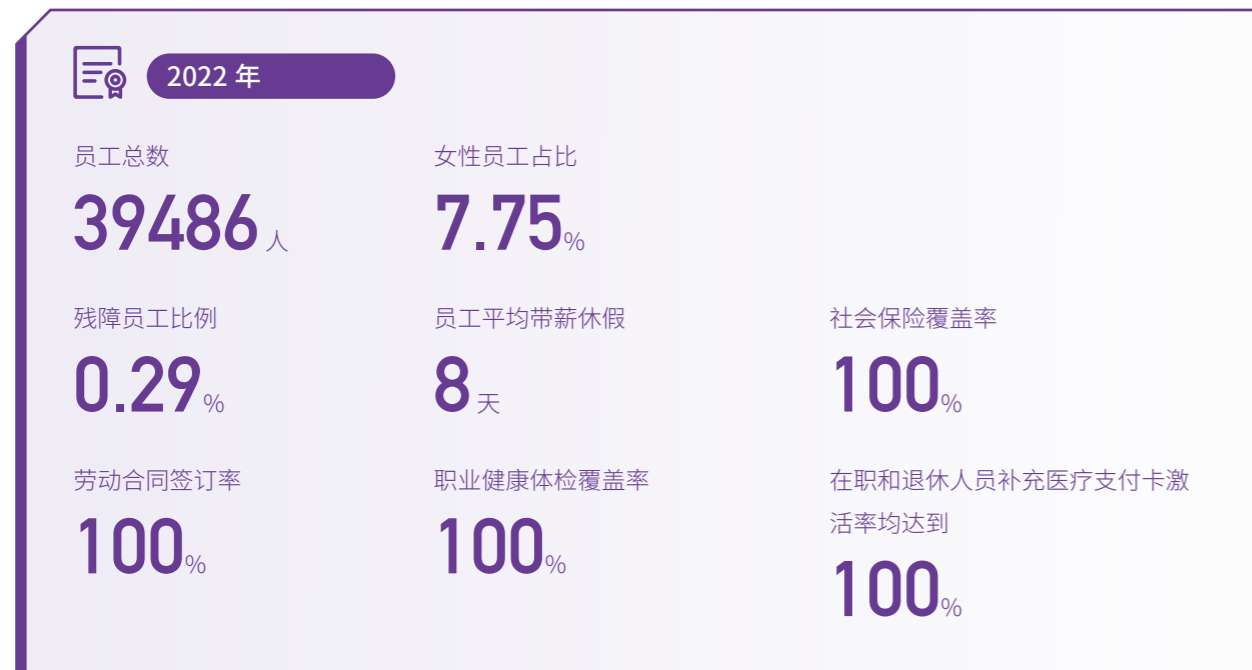 2022 年
员工总数
39486 人
女性员工占比
7.75%
残障员工比例
0.29%
员工平均带薪休假
8 天
社会保险覆盖率
100%
劳动合同签订率
100%
职业健康体检覆盖率
100%
在职和退休人员补充医疗支付卡激
活率均达到
100%